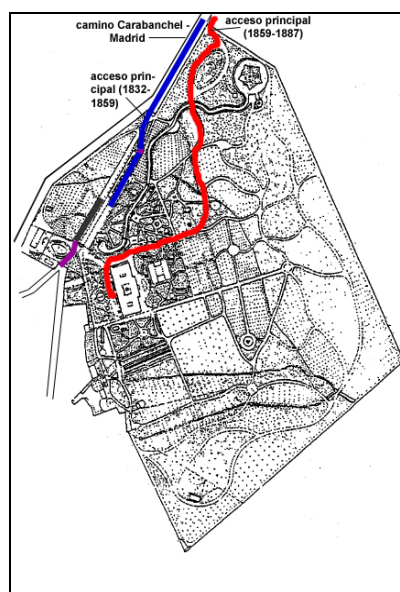 camino Carabanchel -
Madrid
acceso principal
(1859-1887)
acceso prin-
cipal (1832-
1859)